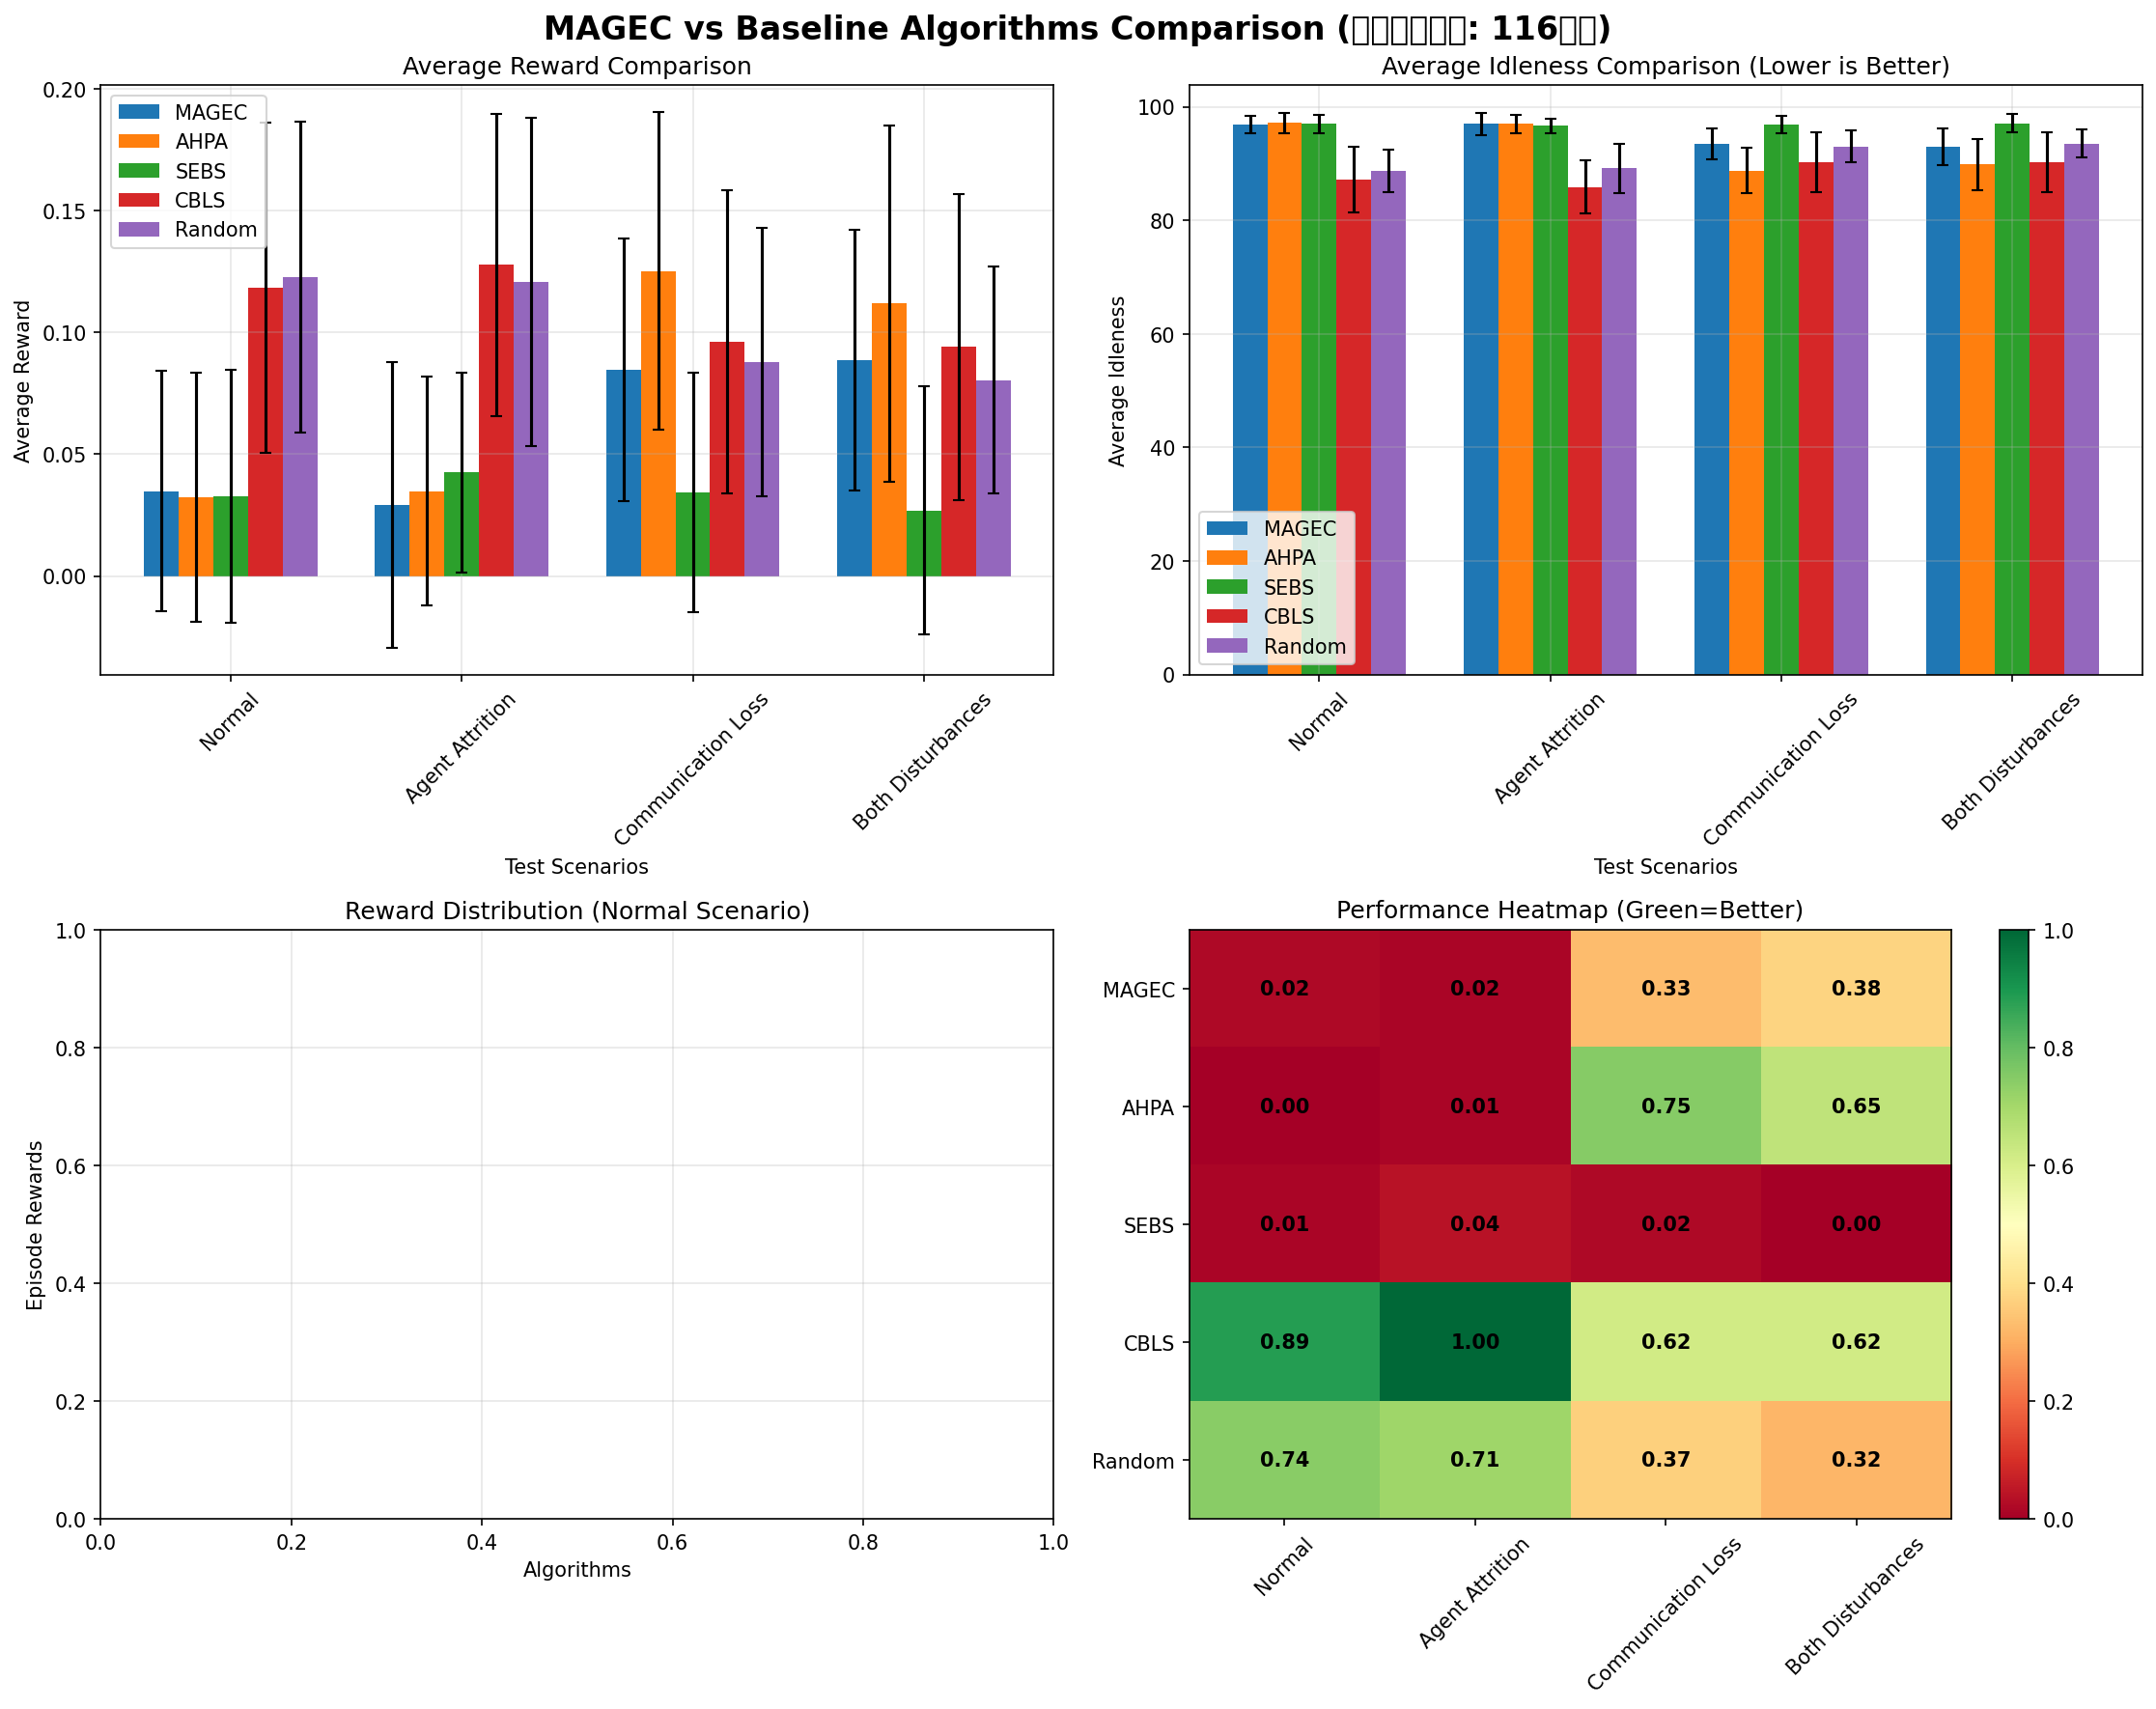 MAGEC vs Baseline Algorithms Comparison (□□□□□□: 116□□)
Average Reward Comparison
0.20
0.15
0.10
0.05
0.00
Average Reward
MAGEC
AHPA
SEBS
CBLS
Random
Normal
Agent Attrition
Communication Loss
Both Disturbances
Test Scenarios
Average Idleness Comparison (Lower is Better)
100
80
60
40
20
0
Average Idleness
MAGEC
AHPA
SEBS
CBLS
Random
Normal
Agent Attrition
Communication Loss
Both Disturbances
Test Scenarios
Reward Distribution (Normal Scenario)
1.0
0.8
0.6
0.4
0.2
0.0
Episode Rewards
0.0 0.2 0.4 0.6 0.8 1.0
Algorithms
Performance Heatmap (Green=Better)
MAGEC 0.02 0.02 0.33 0.38
AHPA 0.00 0.01 0.75 0.65
SEBS 0.01 0.04 0.02 0.00
CBLS 0.89 1.00 0.62 0.62
Random 0.74 0.71 0.37 0.32
Normal
Agent Attrition
Communication Loss
Both Disturbances
1.0
0.8
0.6
0.4
0.2
0.0